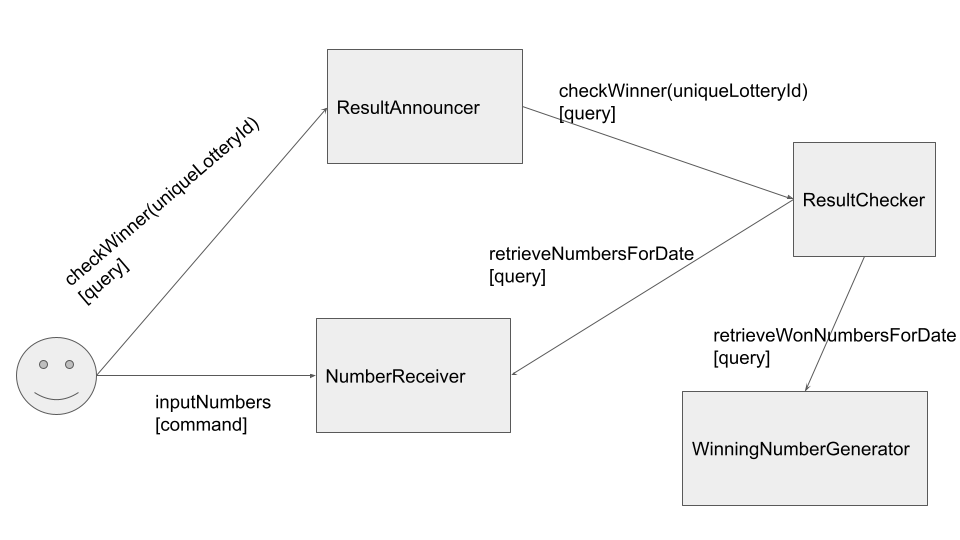 ResultAnnouncer
checkWinner(uniqueLotteryId)
[query]
checkWinner(uniqueLotteryId)
[query]
ResultChecker
retrieveNumbersForDate
[query]
NumberReceiver
retrieveWonNumbersForDate
[query]
inputNumbers
[command]
WinningNumberGenerator